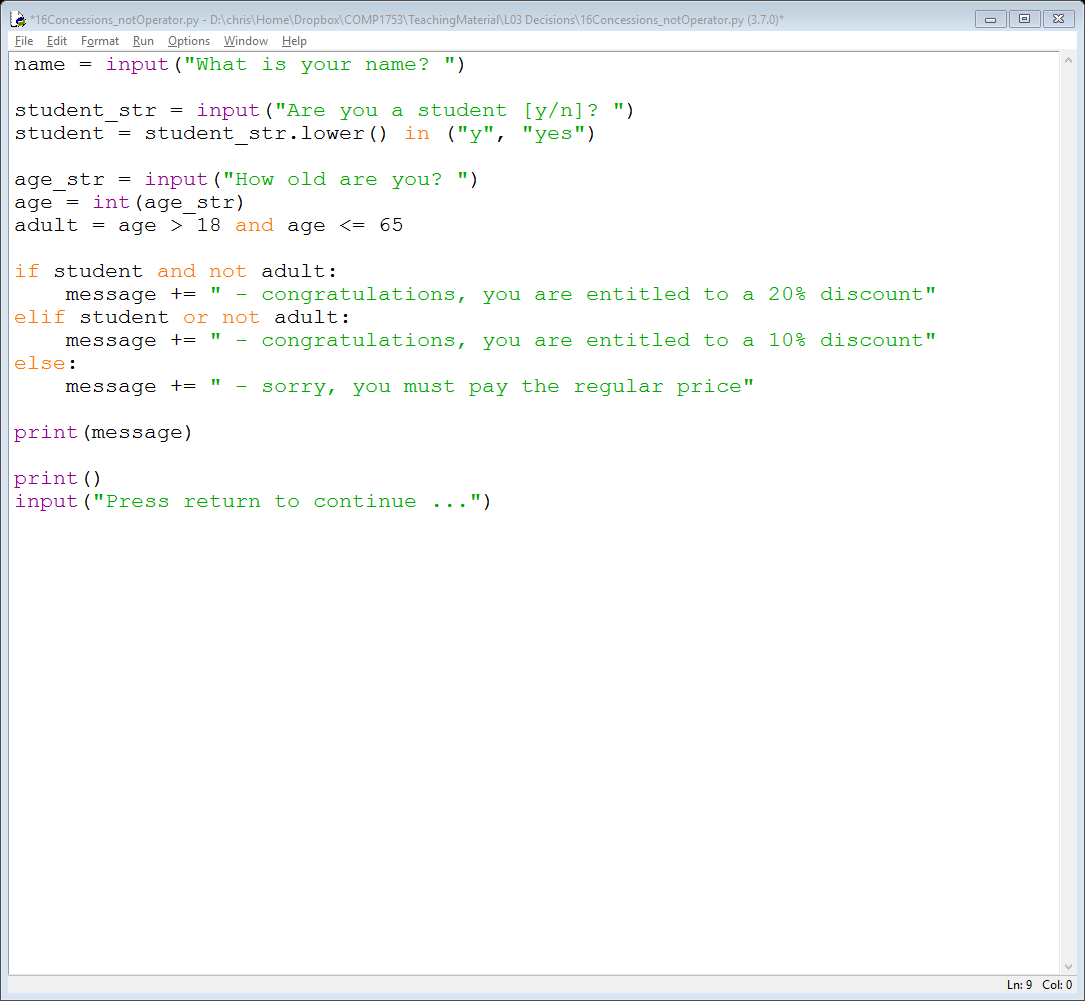 *16Concessions_notOperator.py - D:\chris\Home\Dropbox\COMP1753\TeachingMaterial\L03 Decisions\16Concessions_notOperator.py (3.7.0)*
File Edit Format Run Options Window Help
name = input("What is your name? ")

student_str = input("Are you a student [y/n]? ")
student = student_str.lower() in ("y", "yes")

age_str = input("How old are you? ")
age = int(age_str)
adult = age > 18 and age <= 65

if student and not adult:
    message += " - congratulations, you are entitled to a 20% discount"
elif student or not adult:
    message += " - congratulations, you are entitled to a 10% discount"
else:
    message += " - sorry, you must pay the regular price"

print(message)

print()
input("Press return to continue ...")
Ln: 9 Col: 0